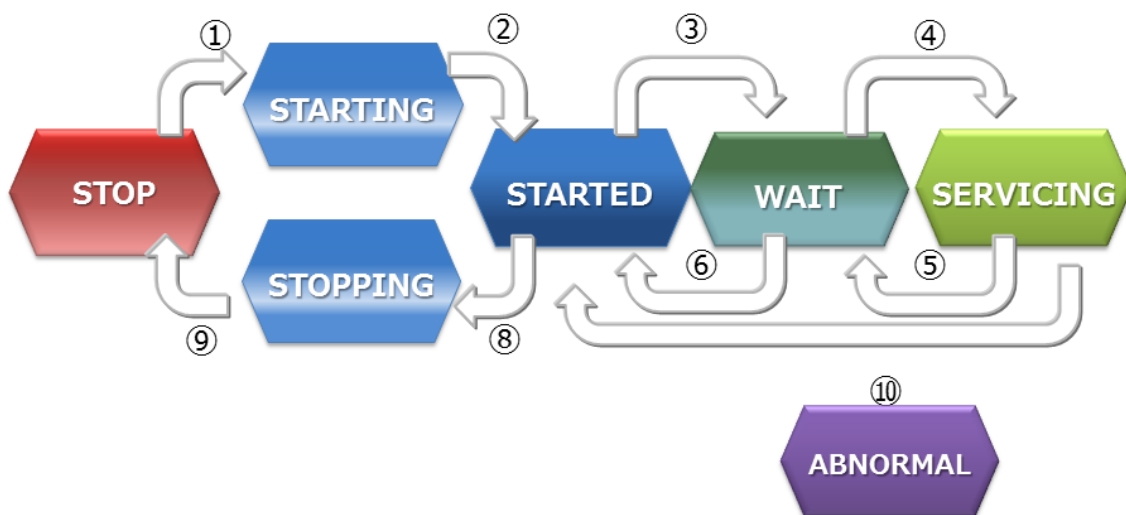 ① ② ③ ④
STARTING
STOP STARTED WAIT SERVICING
STOPPING
⑥ ⑤
⑨ ⑧
⑩
ABNORMAL